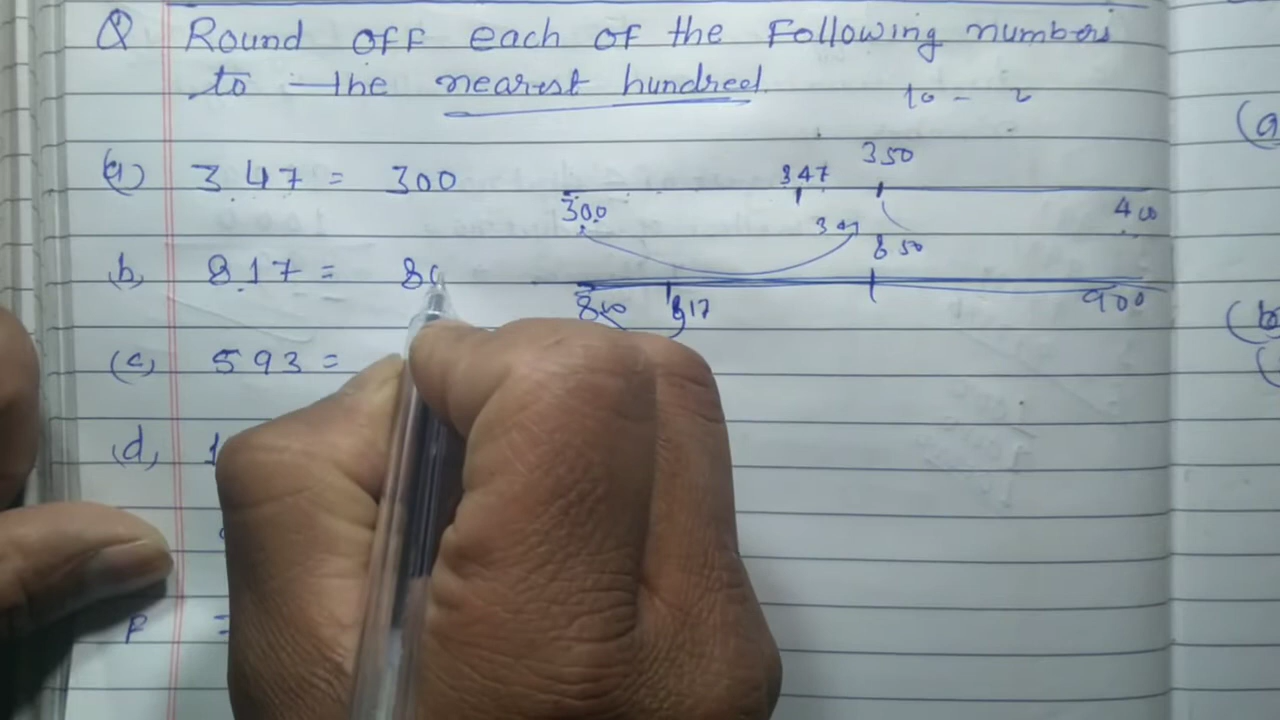 Q Round OFF each of the Following numbers
to the nearest hundred.
10 -
(a) 347 = 300
347 350
300 400
347
850
(b) 817 = 80
800 817 900
(c) 593 =
(d) 1
F =
(a
(b
(